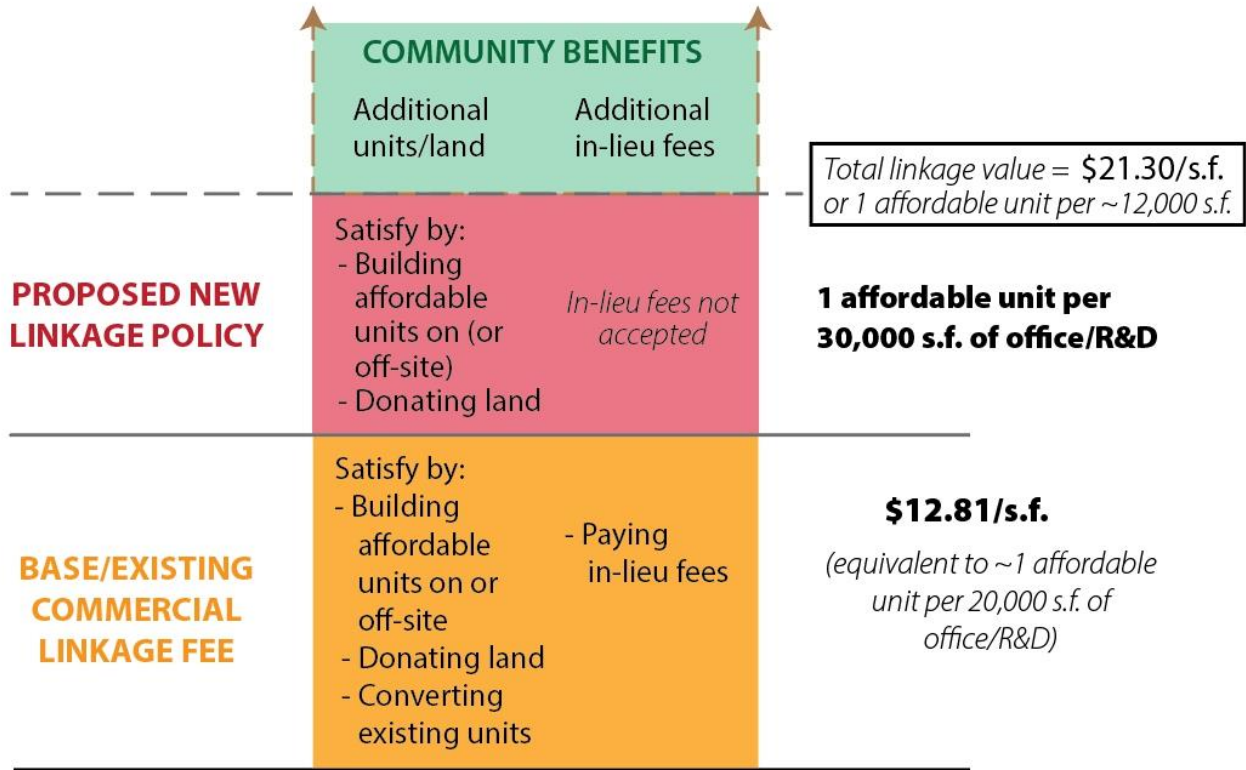 COMMUNITY BENEFITS
Additional
units/land
Additional
in-lieu fees
Total linkage value = $21.30/s.f.
or 1 affordable unit per ~12,000 s.f.
PROPOSED NEW
LINKAGE POLICY
Satisfy by:
- Building
affordable
units on (or
off-site)
- Donating land
In-lieu fees not
accepted
1 affordable unit per
30,000 s.f. of office/R&D
BASE/EXISTING
COMMERCIAL
LINKAGE FEE
Satisfy by:
- Building
affordable
units on or
off-site
- Donating land
- Converting
existing units
- Paying
in-lieu fees
$12.81/s.f.
(equivalent to ~1 affordable
unit per 20,000 s.f. of
office/R&D)